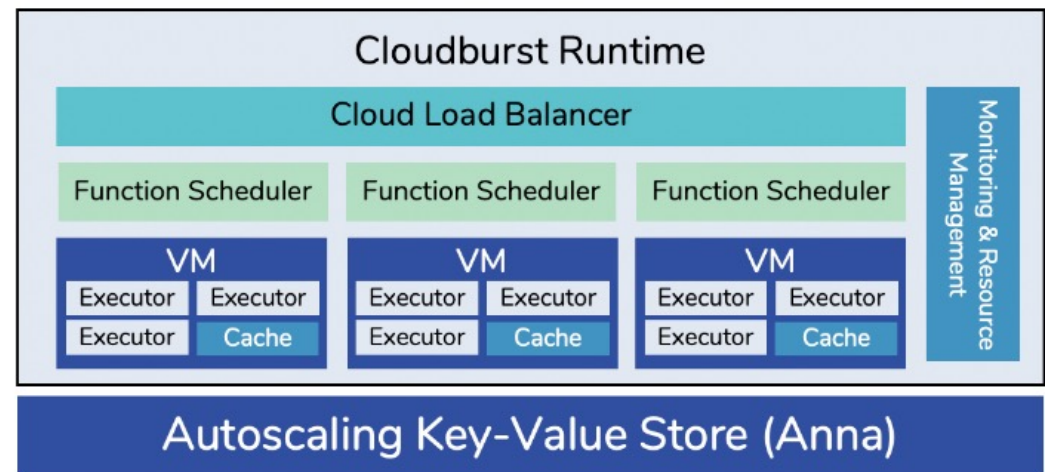 Cloudburst Runtime
Cloud Load Balancer
Monitoring & Resource
Management
Function Scheduler
Function Scheduler
Function Scheduler
VM
Executor
Executor
Executor
Cache
VM
Executor
Executor
Executor
Cache
VM
Executor
Executor
Executor
Cache
Autoscaling Key-Value Store (Anna)